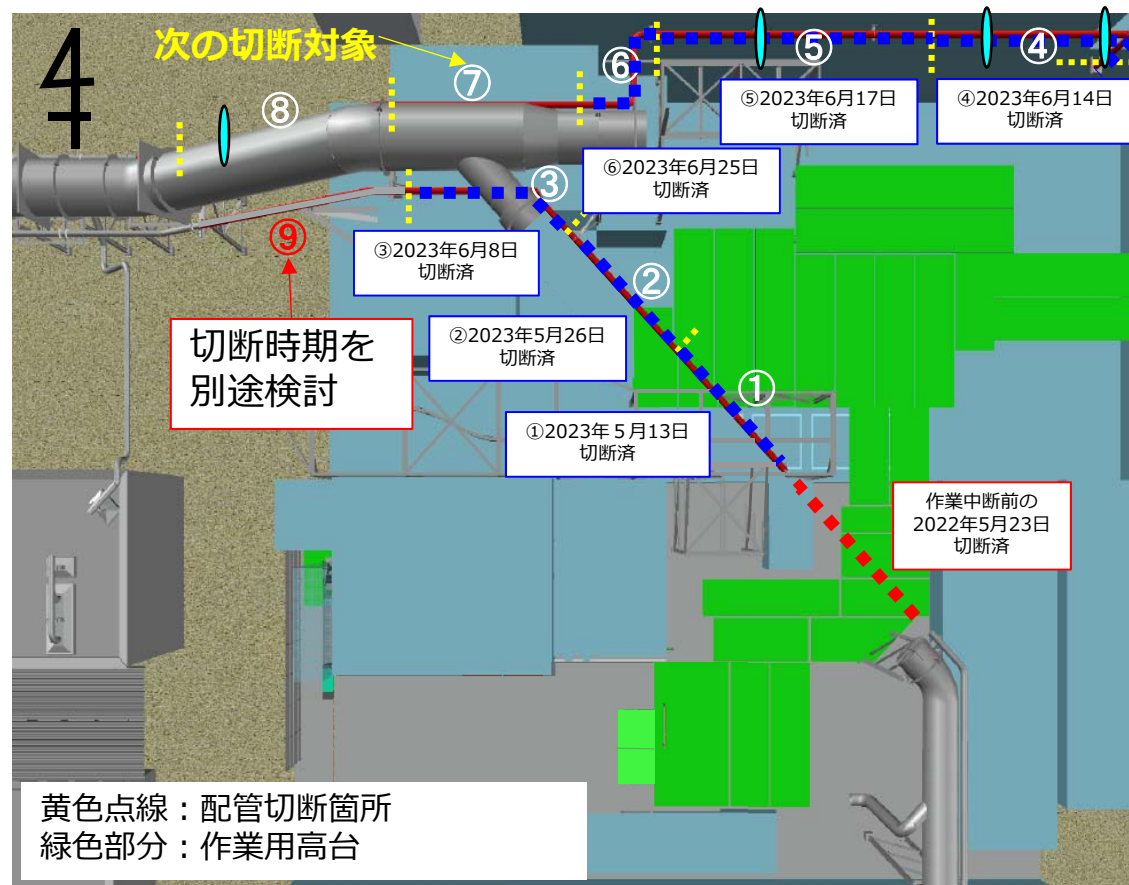 次の切断対象
⑦
⑧
⑥
⑤
④
⑤2023年6月17日
切断済
④2023年6月14日
切断済
⑥2023年6月25日
切断済
③
③2023年6月8日
切断済
⑨
②
②2023年5月26日
切断済
切断時期を
別途検討
①
①2023年５月13日
切断済
作業中断前の
2022年5月23日
切断済
黄色点線：配管切断箇所
緑色部分：作業用高台